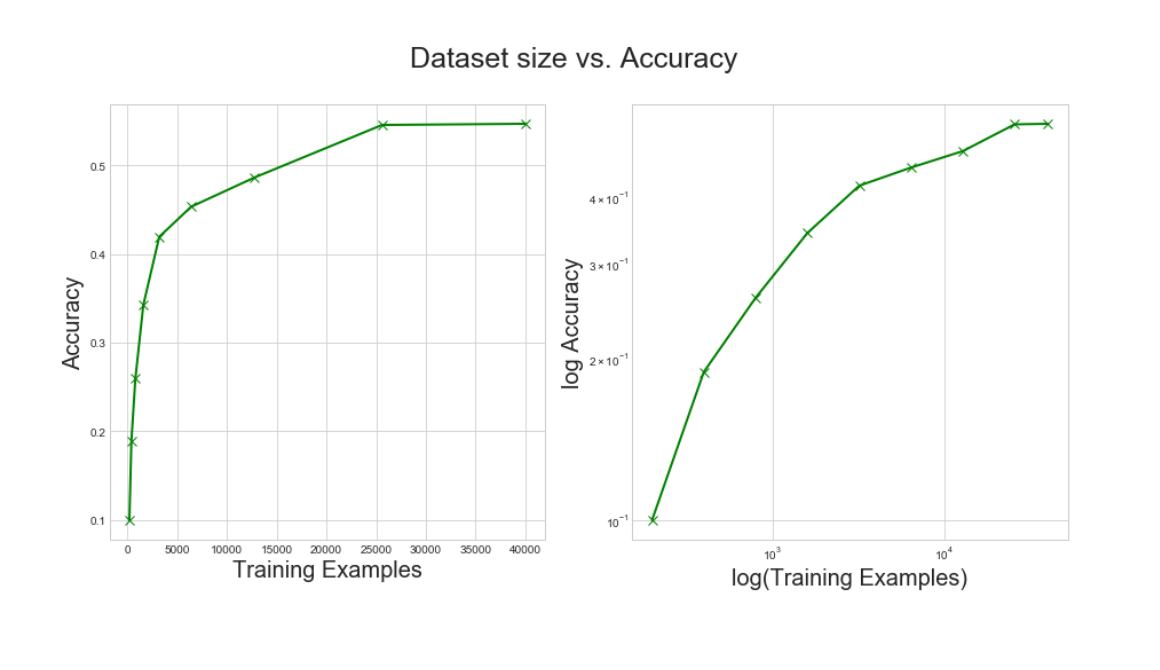 Dataset size vs. Accuracy
Accuracy
0.5
0.4
0.3
0.2
0.1
0 5000 10000 15000 20000 25000 30000 35000 40000
Training Examples
log Accuracy
4 × 10⁻¹
3 × 10⁻¹
2 × 10⁻¹
10⁻¹
10³ 10⁴
log(Training Examples)